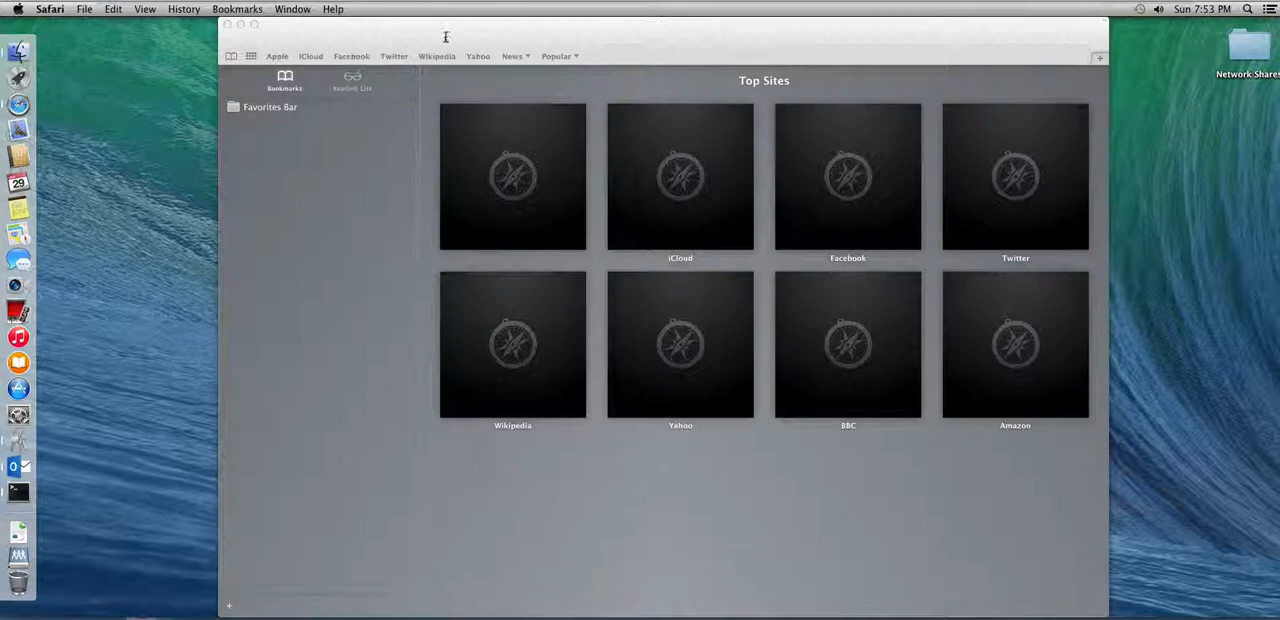 Safari File Edit View History Bookmarks Window Help
Sun 7:53 PM
Apple iCloud Facebook Twitter Wikipedia Yahoo News Popular
Bookmarks Reading List
Favorites Bar
Top Sites
iCloud Facebook Twitter
Wikipedia Yahoo BBC Amazon
Network Shares
29